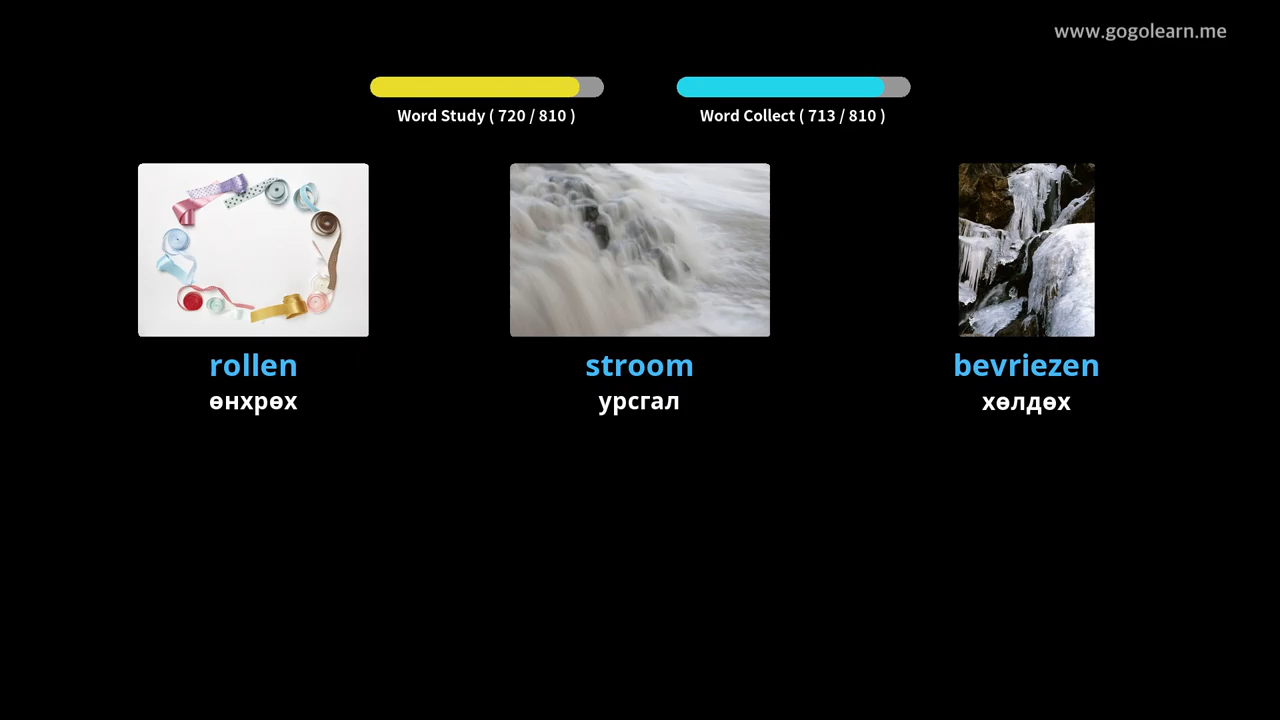 www.gogolearn.me
Word Study ( 720 / 810 )
Word Collect ( 713 / 810 )
rollen
өнхрөх
stroom
урсгал
bevriezen
хөлдөх